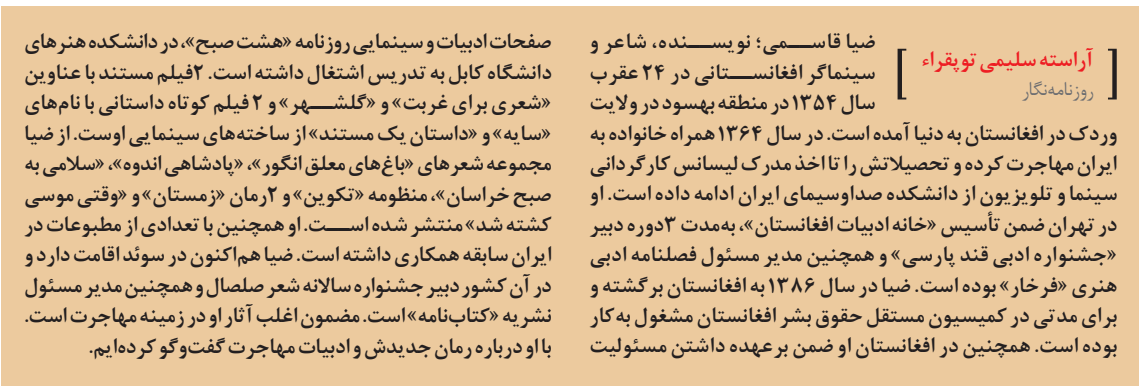 آراسته سلیمی توپقراء
روزنامه‌نگار
ضیا قاسمی؛ نویسنده، شاعر و
سینماگر افغانستانی در ۲۴ عقرب
سال ۱۳۵۴ در منطقه بهسود در ولایت
وردک در افغانستان به دنیا آمده است. در سال ۱۳۶۴ همراه خانواده به
ایران مهاجرت کرده و تحصیلاتش را تا اخذ مدرک لیسانس کارگردانی
سینما و تلویزیون از دانشکده صداوسیمای ایران ادامه داده است. او
در تهران ضمن تأسیس «خانه ادبیات افغانستان»، به‌مدت ۳دوره دبیر
«جشنواره ادبی قند پارسی» و همچنین مدیر مسئول فصلنامه ادبی
هنری «فرخار» بوده است. ضیا در سال ۱۳۸۶ به افغانستان برگشته و
برای مدتی در کمیسیون مستقل حقوق بشر افغانستان مشغول به‌کار
بوده است. همچنین در افغانستان او ضمن برعهده داشتن مسئولیت
صفحات ادبیات و سینمایی روزنامه «هشت صبح»، در دانشکده هنرهای
دانشگاه کابل به تدریس اشتغال داشته است. ۲فیلم مستند با عناوین
«شعری برای غربت» و «گلشهر» و ۲ فیلم کوتاه داستانی با نام‌های
«سایه» و «داستان یک مستند» از ساخته‌های سینمایی اوست. از ضیا
مجموعه شعرهای «باغ‌های معلق انگور»، «پادشاهی اندوه»، «سلامی به
صبح خراسان»، منظومه «تکوین» و ۲رمان «زمستان» و «وقتی موسی
کشته شد» منتشر شده است. او همچنین با تعدادی از مطبوعات در
ایران سابقه همکاری داشته است. ضیا هم‌اکنون در سوئد اقامت دارد و
در آن کشور دبیر جشنواره سالانه شعر صلصال و همچنین مدیر مسئول
نشریه «کتاب‌نامه» است. مضمون اغلب آثار او در زمینه مهاجرت است.
با او درباره رمان جدیدش و ادبیات مهاجرت گفت‌وگو کرده‌ایم.